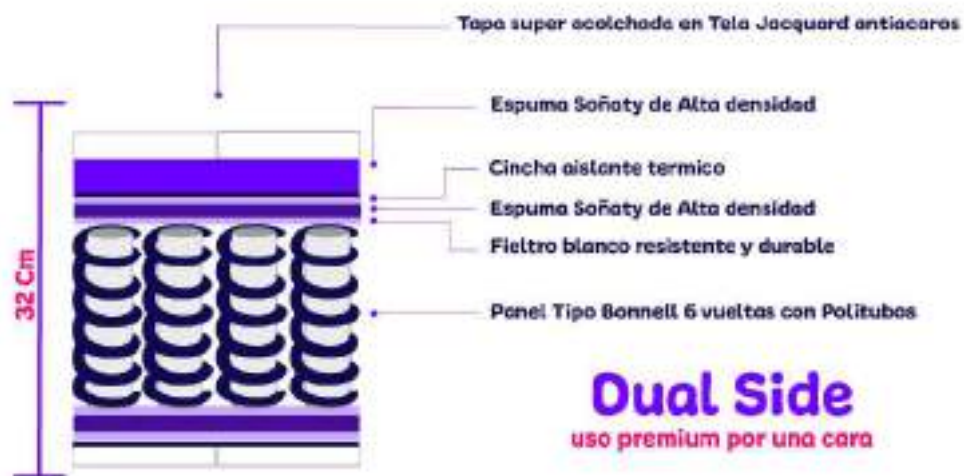 Tapa super acolchada en Tela Jacquard antiacaros
Espuma Soñaty de Alta densidad
Cincha aislante termico
Espuma Soñaty de Alta densidad
Fieltro blanco resistente y durable
32 Cm
Panel Tipo Bonnell 6 vueltas con Politubos
Dual Side
uso premium por una cara